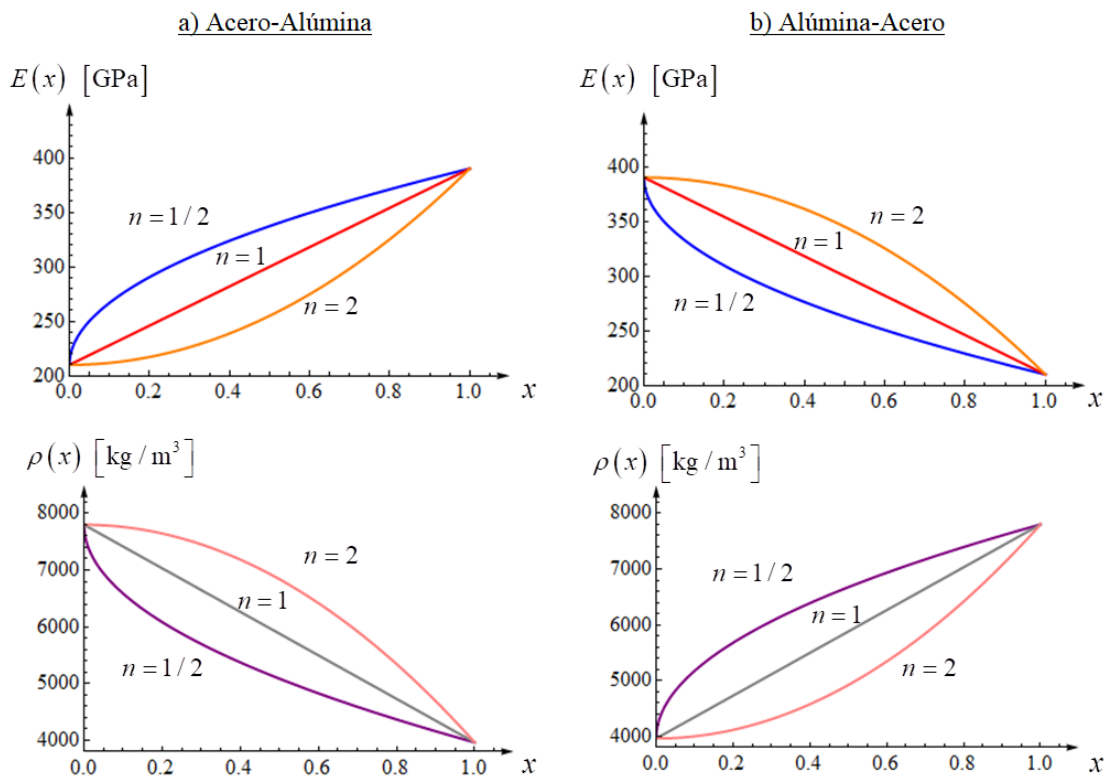 a) Acero-Alúmina
b) Alúmina-Acero
E(x) [GPa]
E(x) [GPa]
400
350
300
250
200
n = 1 / 2
n = 1
n = 2
0.0 0.2 0.4 0.6 0.8 1.0 x
400
350
300
250
200
n = 2
n = 1
n = 1 / 2
0.0 0.2 0.4 0.6 0.8 1.0 x
ρ(x) [kg / m³]
ρ(x) [kg / m³]
8000
7000
6000
5000
4000
n = 2
n = 1
n = 1 / 2
0.0 0.2 0.4 0.6 0.8 1.0 x
8000
7000
6000
5000
4000
n = 1 / 2
n = 1
n = 2
0.0 0.2 0.4 0.6 0.8 1.0 x